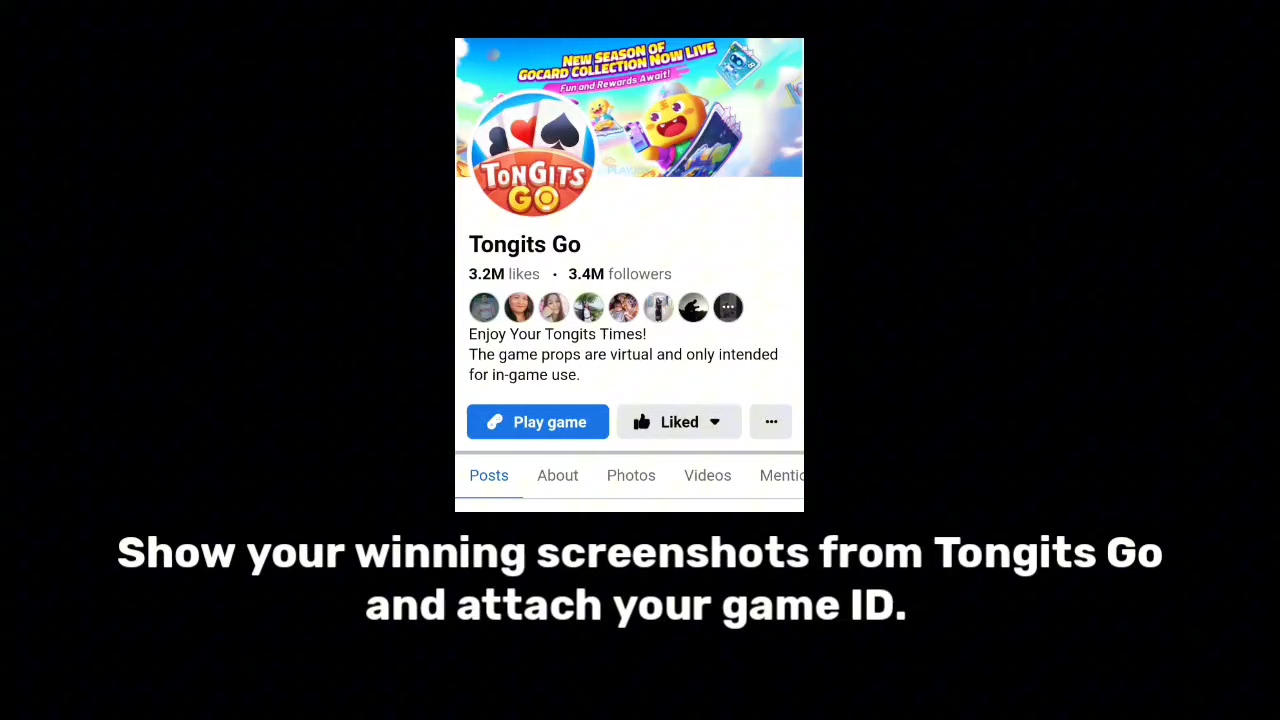 NEW SEASON OF
GOCARD COLLECTION NOW LIVE
Fun and Rewards Await!
TONGITS
GO
Tongits Go
3.2M likes · 3.4M followers
Enjoy Your Tongits Times!
The game props are virtual and only intended
for in-game use.
Play game
Liked
Posts About Photos Videos Mentio
Show your winning screenshots from Tongits Go
and attach your game ID.